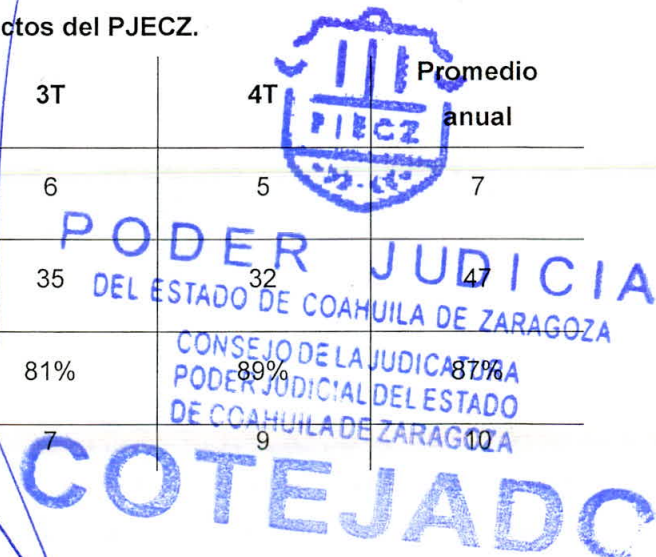 ctos del PJECZ.
3T 4T Promedio anual
PJECZ
6 5 7
PODER JUDICIA
35 32 47
DEL ESTADO DE COAHUILA DE ZARAGOZA
CONSEJO DE LA JUDICATURA
81% 89% 87%
PODER JUDICIAL DEL ESTADO
DE COAHUILA DE ZARAGOZA
7 9 10
COTEJADO